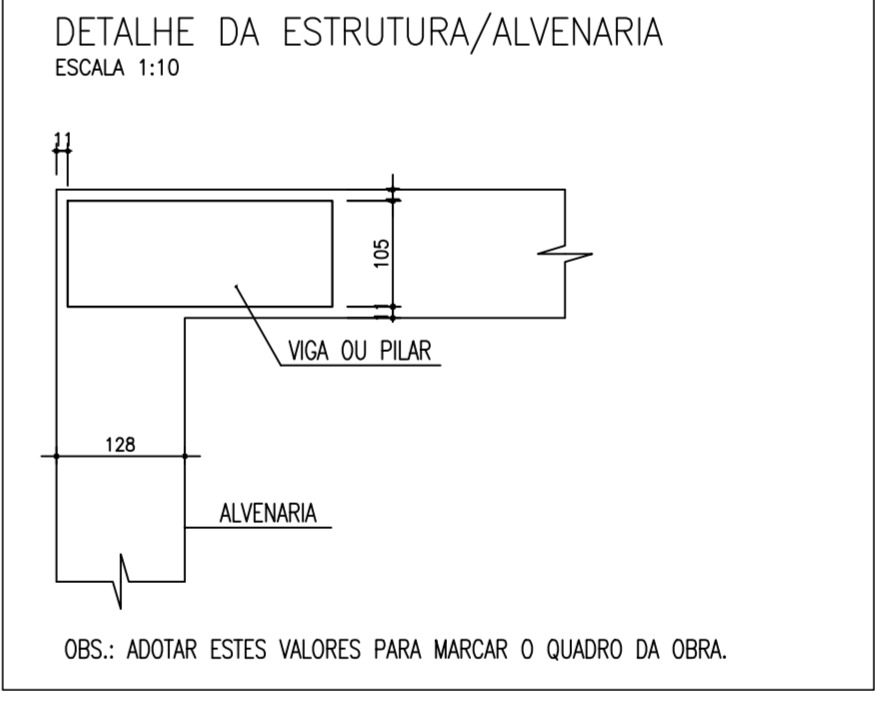 DETALHE DA ESTRUTURA/ALVENARIA
ESCALA 1:10
11
105
11
VIGA OU PILAR
128
ALVENARIA
OBS.: ADOTAR ESTES VALORES PARA MARCAR O QUADRO DA OBRA.